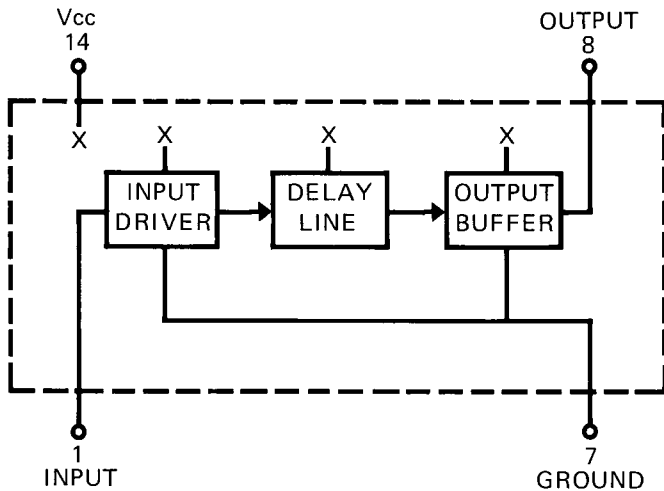 Vcc
14
OUTPUT
8
X
X
X
X
INPUT
DRIVER
DELAY
LINE
OUTPUT
BUFFER
1
INPUT
7
GROUND